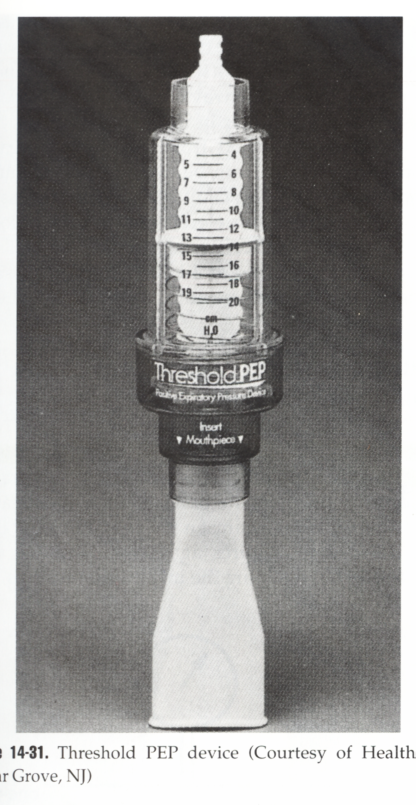 4
5
6
7
8
9
10
11
12
13
14
15
16
17
18
19
20
cm
H₂O
Threshold PEP
Positive Expiratory Pressure Device
Insert
▼ Mouthpiece ▼
e 14-31. Threshold PEP device (Courtesy of Health
ar Grove, NJ)